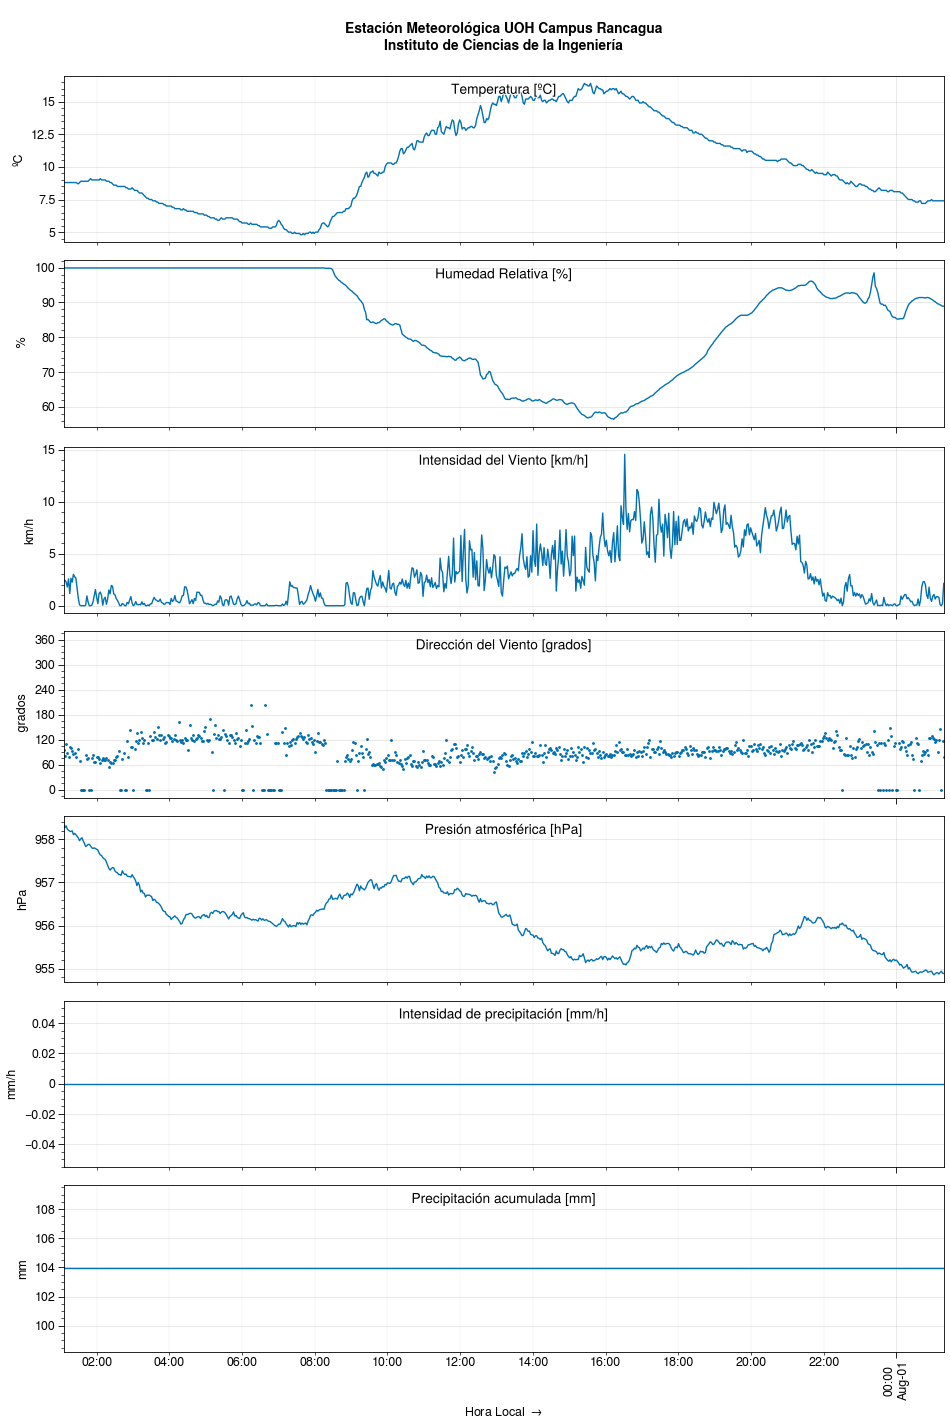 Estación Meteorológica UOH Campus Rancagua
Instituto de Ciencias de la Ingeniería
Temperatura [ºC]
ºC
15
12.5
10
7.5
5
Humedad Relativa [%]
%
100
90
80
70
60
Intensidad del Viento [km/h]
km/h
15
10
5
0
Dirección del Viento [grados]
grados
360
300
240
180
120
60
0
Presión atmosférica [hPa]
hPa
958
957
956
955
Intensidad de precipitación [mm/h]
mm/h
0.04
0.02
0
−0.02
−0.04
Precipitación acumulada [mm]
mm
108
106
104
102
100
02:00 04:00 06:00 08:00 10:00 12:00 14:00 16:00 18:00 20:00 22:00 00:00
Aug-01
Hora Local →